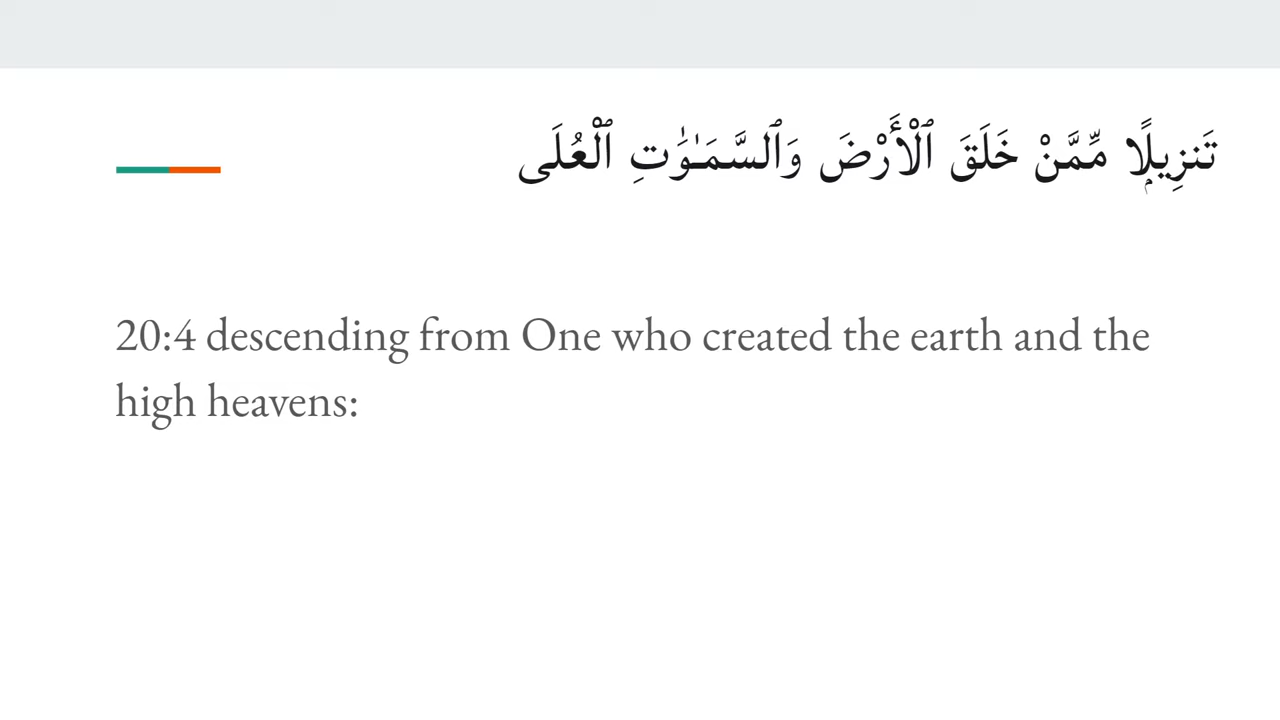 تَنزِيلًۭا مِّمَّنْ خَلَقَ ٱلْأَرْضَ وَٱلسَّمَـٰوَٰتِ ٱلْعُلَى
20:4 descending from One who created the earth and the
high heavens: